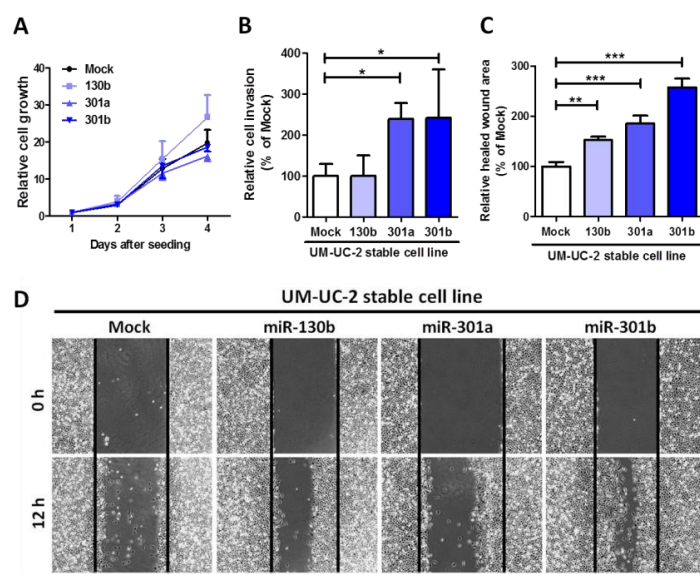 A
Relative cell growth
40
30
20
10
0
Mock
130b
301a
301b
1 2 3 4
Days after seeding
B
Relative cell invasion
(% of Mock)
400
300
200
100
0
*
*
Mock 130b 301a 301b
UM-UC-2 stable cell line
C
Relative healed wound area
(% of Mock)
300
200
100
0
***
***
**
Mock 130b 301a 301b
UM-UC-2 stable cell line
D
UM-UC-2 stable cell line
Mock miR-130b miR-301a miR-301b
0 h
12 h